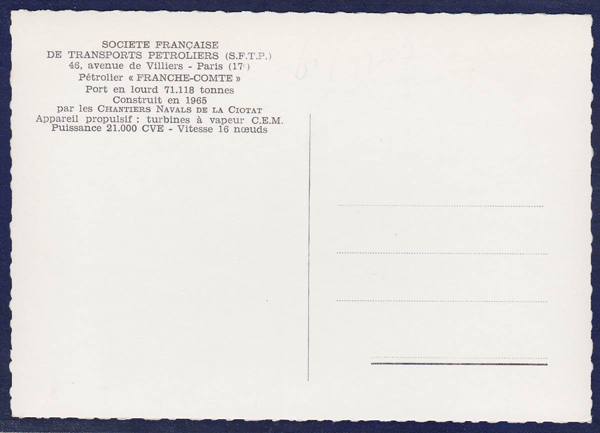 SOCIETE FRANÇAISE
DE TRANSPORTS PETROLIERS (S.F.T.P.)
46, avenue de Villiers - Paris (17e)
Pétrolier « FRANCHE-COMTE »
Port en lourd 71.118 tonnes
Construit en 1965
par les CHANTIERS NAVALS DE LA CIOTAT
Appareil propulsif : turbines à vapeur C.E.M.
Puissance 21.000 CVE - Vitesse 16 nœuds